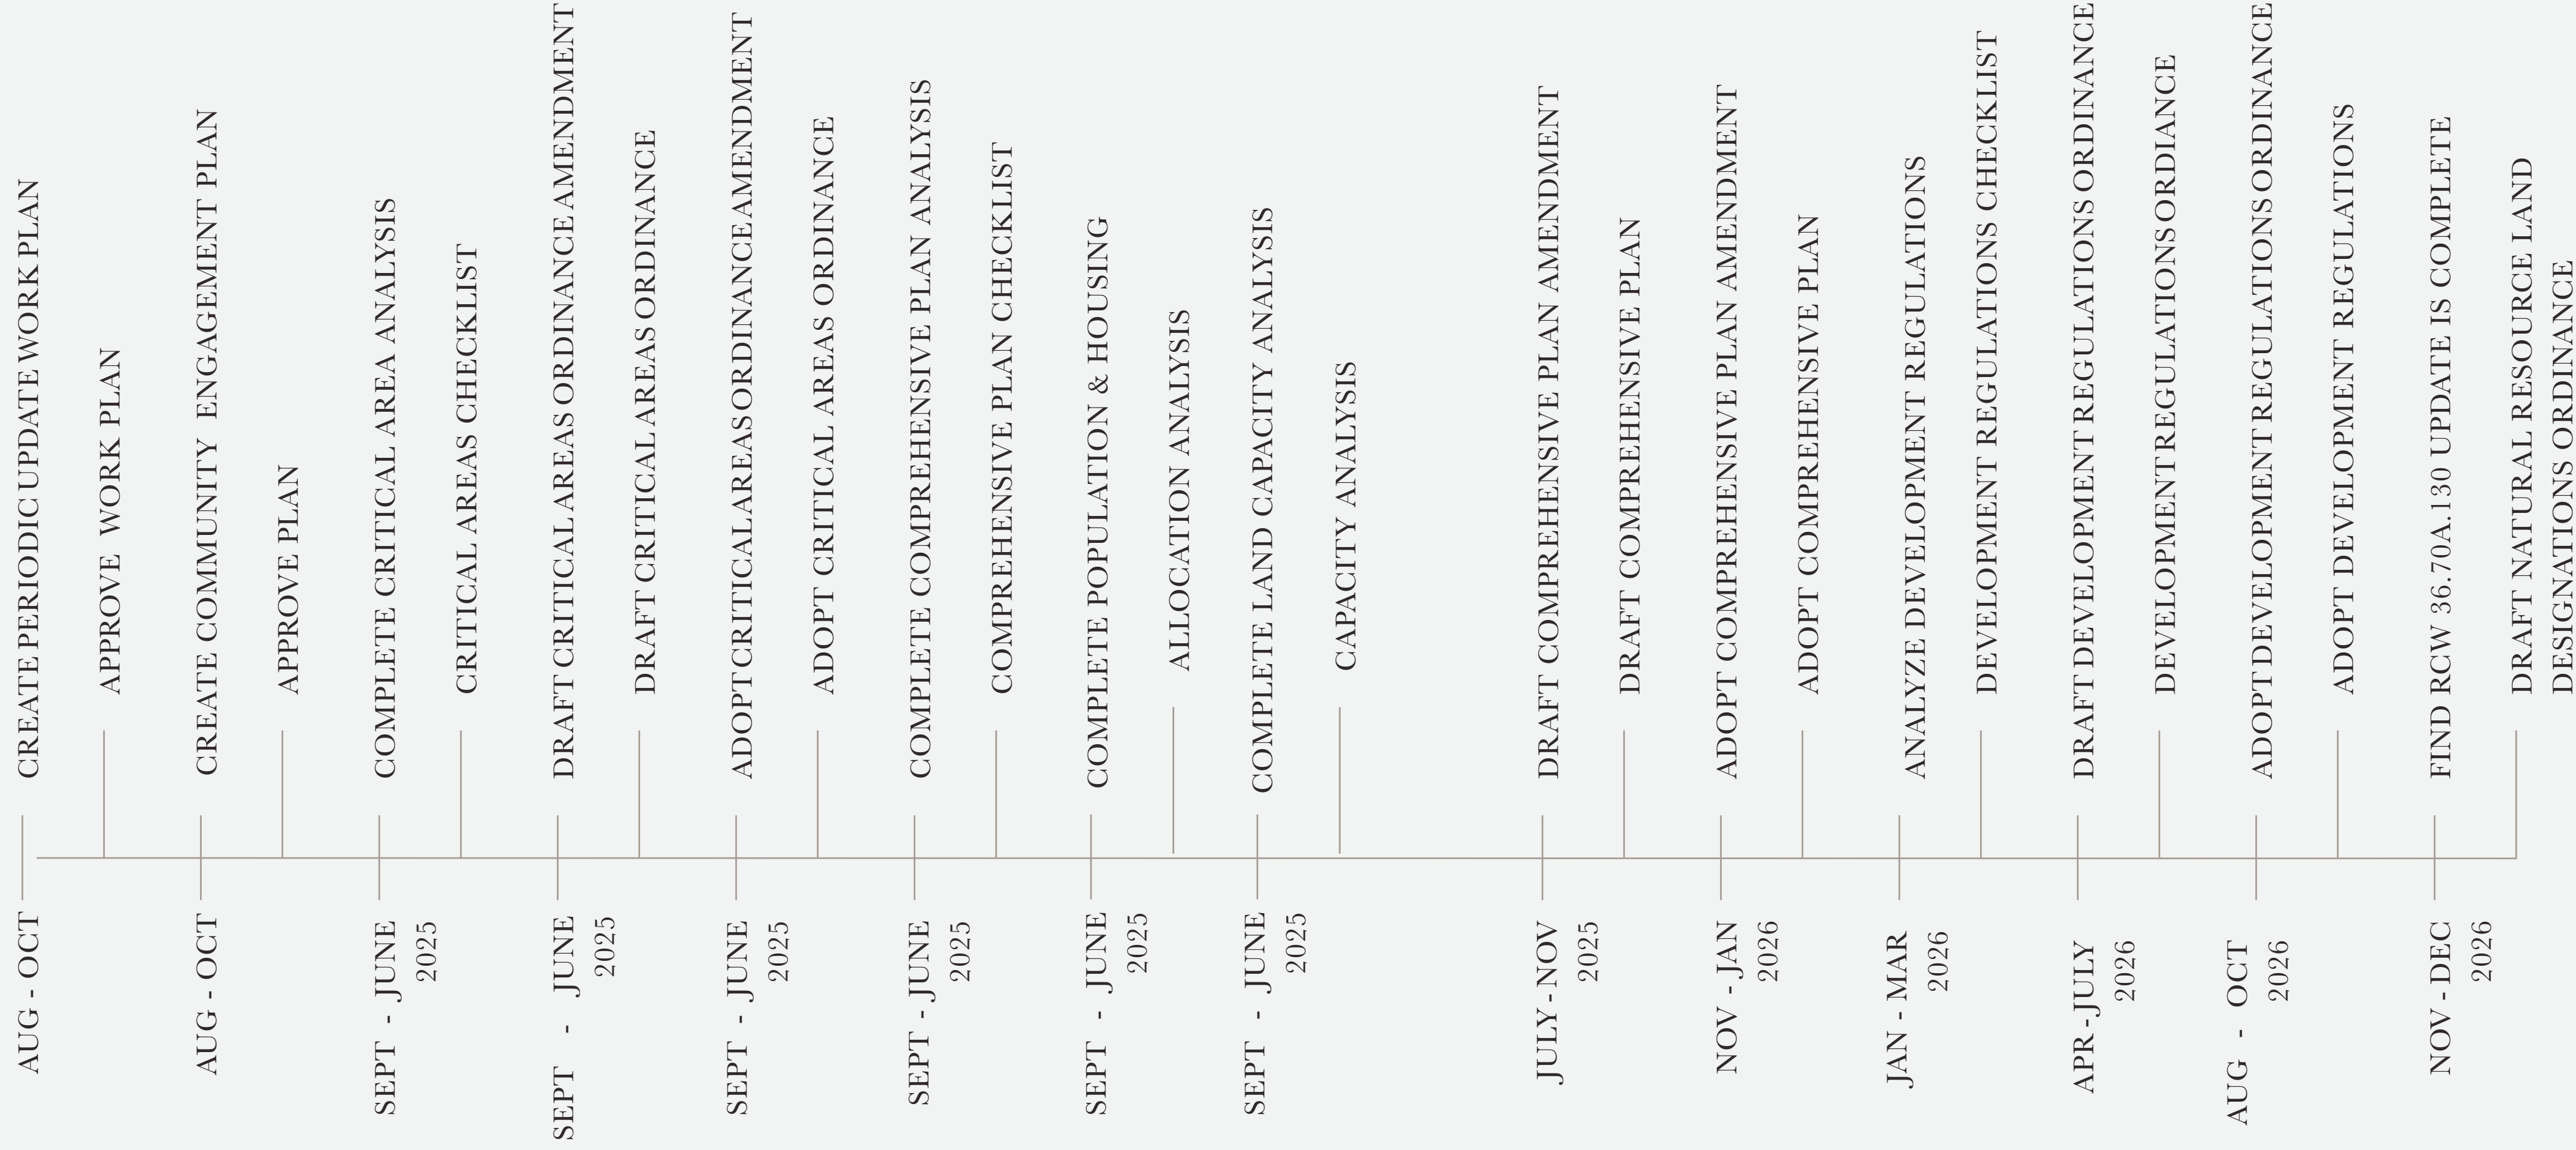 CREATE PERIODIC UPDATE WORK PLAN
AUG - OCT
APPROVE WORK PLAN
CREATE COMMUNITY ENGAGEMENT PLAN
AUG - OCT
APPROVE PLAN
COMPLETE CRITICAL AREA ANALYSIS
SEPT - JUNE
2025
CRITICAL AREAS CHECKLIST
DRAFT CRITICAL AREAS ORDINANCE AMENDMENT
SEPT - JUNE
2025
DRAFT CRITICAL AREAS ORDINANCE
ADOPT CRITICAL AREAS ORDINANCE AMENDMENT
SEPT - JUNE
2025
ADOPT CRITICAL AREAS ORDINANCE
COMPLETE COMPREHENSIVE PLAN ANALYSIS
SEPT - JUNE
2025
COMPREHENSIVE PLAN CHECKLIST
COMPLETE POPULATION & HOUSING
SEPT - JUNE
2025
ALLOCATION ANALYSIS
COMPLETE LAND CAPACITY ANALYSIS
SEPT - JUNE
2025
CAPACITY ANALYSIS
DRAFT COMPREHENSIVE PLAN AMENDMENT
JULY - NOV
2025
DRAFT COMPREHENSIVE PLAN
ADOPT COMPREHENSIVE PLAN AMENDMENT
NOV - JAN
2026
ADOPT COMPREHENSIVE PLAN
ANALYZE DEVELOPMENT REGULATIONS
JAN - MAR
2026
DEVELOPMENT REGULATIONS CHECKLIST
DRAFT DEVELOPMENT REGULATIONS ORDINANCE
APR - JULY
2026
DEVELOPMENT REGULATIONS ORDIANCE
ADOPT DEVELOPMENT REGULATIONS ORDINANCE
AUG - OCT
2026
ADOPT DEVELOPMENT REGULATIONS
FIND RCW 36.70A.130 UPDATE IS COMPLETE
NOV - DEC
2026
DRAFT NATURAL RESOURCE LAND
DESIGNATIONS ORDINANCE